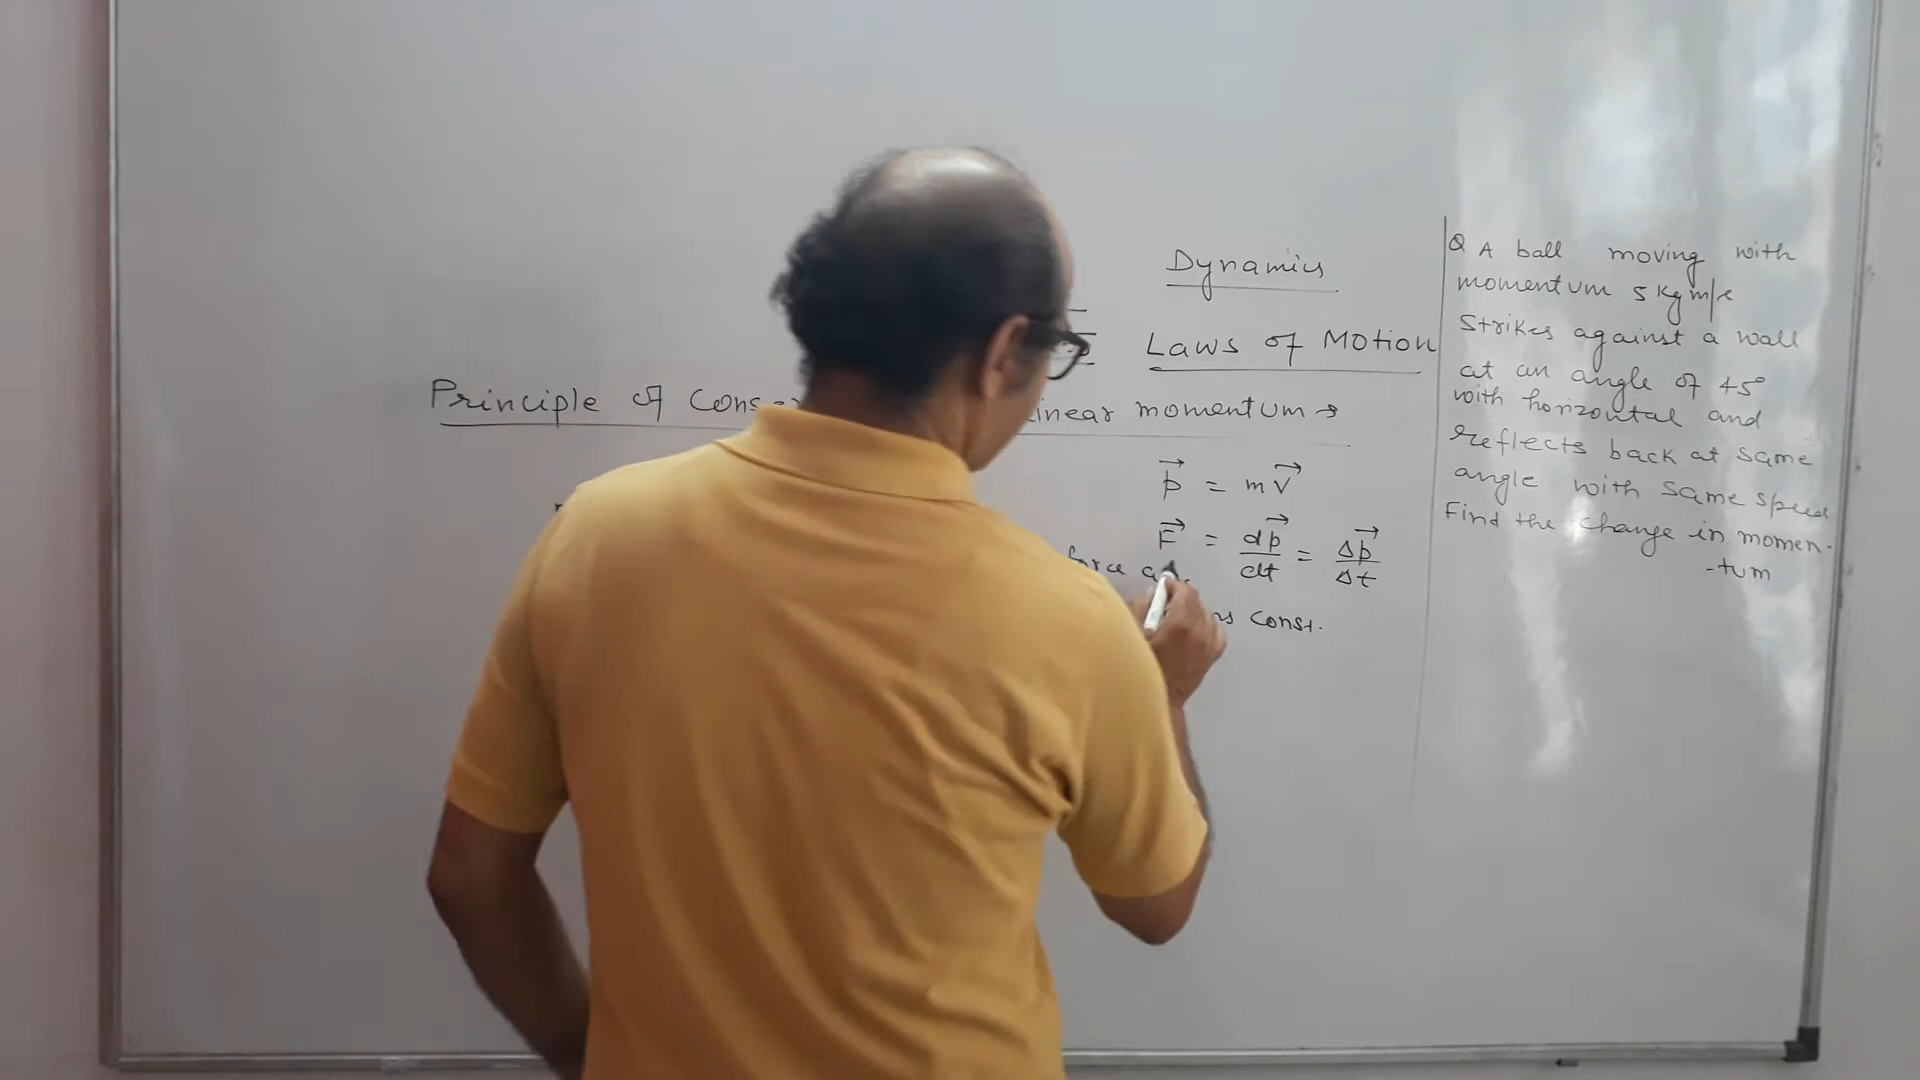 Dynamics
Laws of Motion
Principle of Linear momentum →
p⃗ = mv⃗
F⃗ = dp⃗/dt = Δp⃗/Δt
const.
Q A ball moving with
momentum 5 Kg m/s
Strikes against a wall
at an angle of 45°
with horizontal and
reflects back at same
angle with same speed
Find the change in momen-
-tum